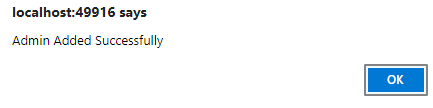 localhost:49916 says
Admin Added Successfully
OK